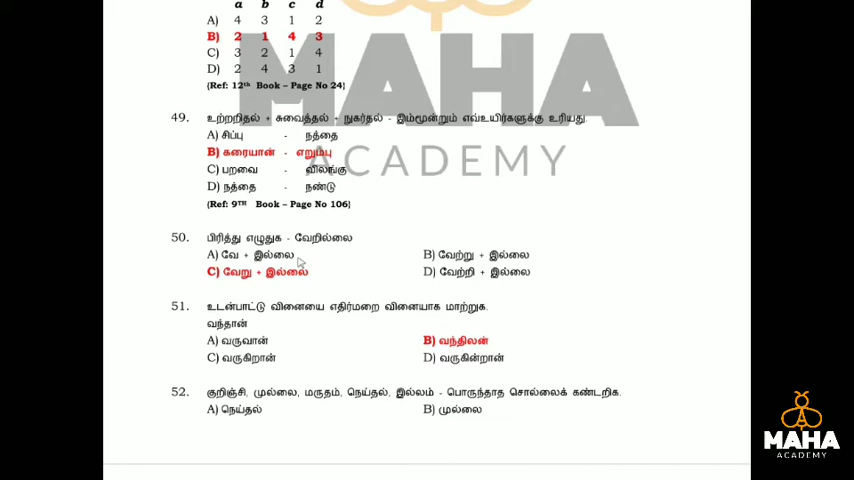 a b c d
A) 4 3 1 2
B) 2 1 4 3
C) 3 2 1 4
D) 2 4 3 1
{Ref: 12th Book – Page No 24}
49. உற்றறிதல் + சுவைத்தல் + நுகர்தல் - இம்மூன்றும் எவ்உயிர்களுக்கு உரியது.
A) சிப்பு - நத்தை
B) கரையான் - எறும்பு
C) பறவை - விலங்கு
D) நத்தை - நண்டு
{Ref: 9TH Book – Page No 106}
50. பிரித்து எழுதுக - வேறில்லை
A) வே + இல்லை B) வேற்று + இல்லை
C) வேறு + இல்லை D) வேற்றி + இல்லை
51. உடன்பாட்டு வினையை எதிர்மறை வினையாக மாற்றுக.
வந்தான்
A) வருவான் B) வந்திலன்
C) வருகிறான் D) வருகின்றான்
52. குறிஞ்சி, முல்லை, மருதம், நெய்தல், இல்லம் - பொருந்தாத சொல்லைக் கண்டறிக.
A) நெய்தல் B) முல்லை
MAHA
ACADEMY
MAHA
ACADEMY